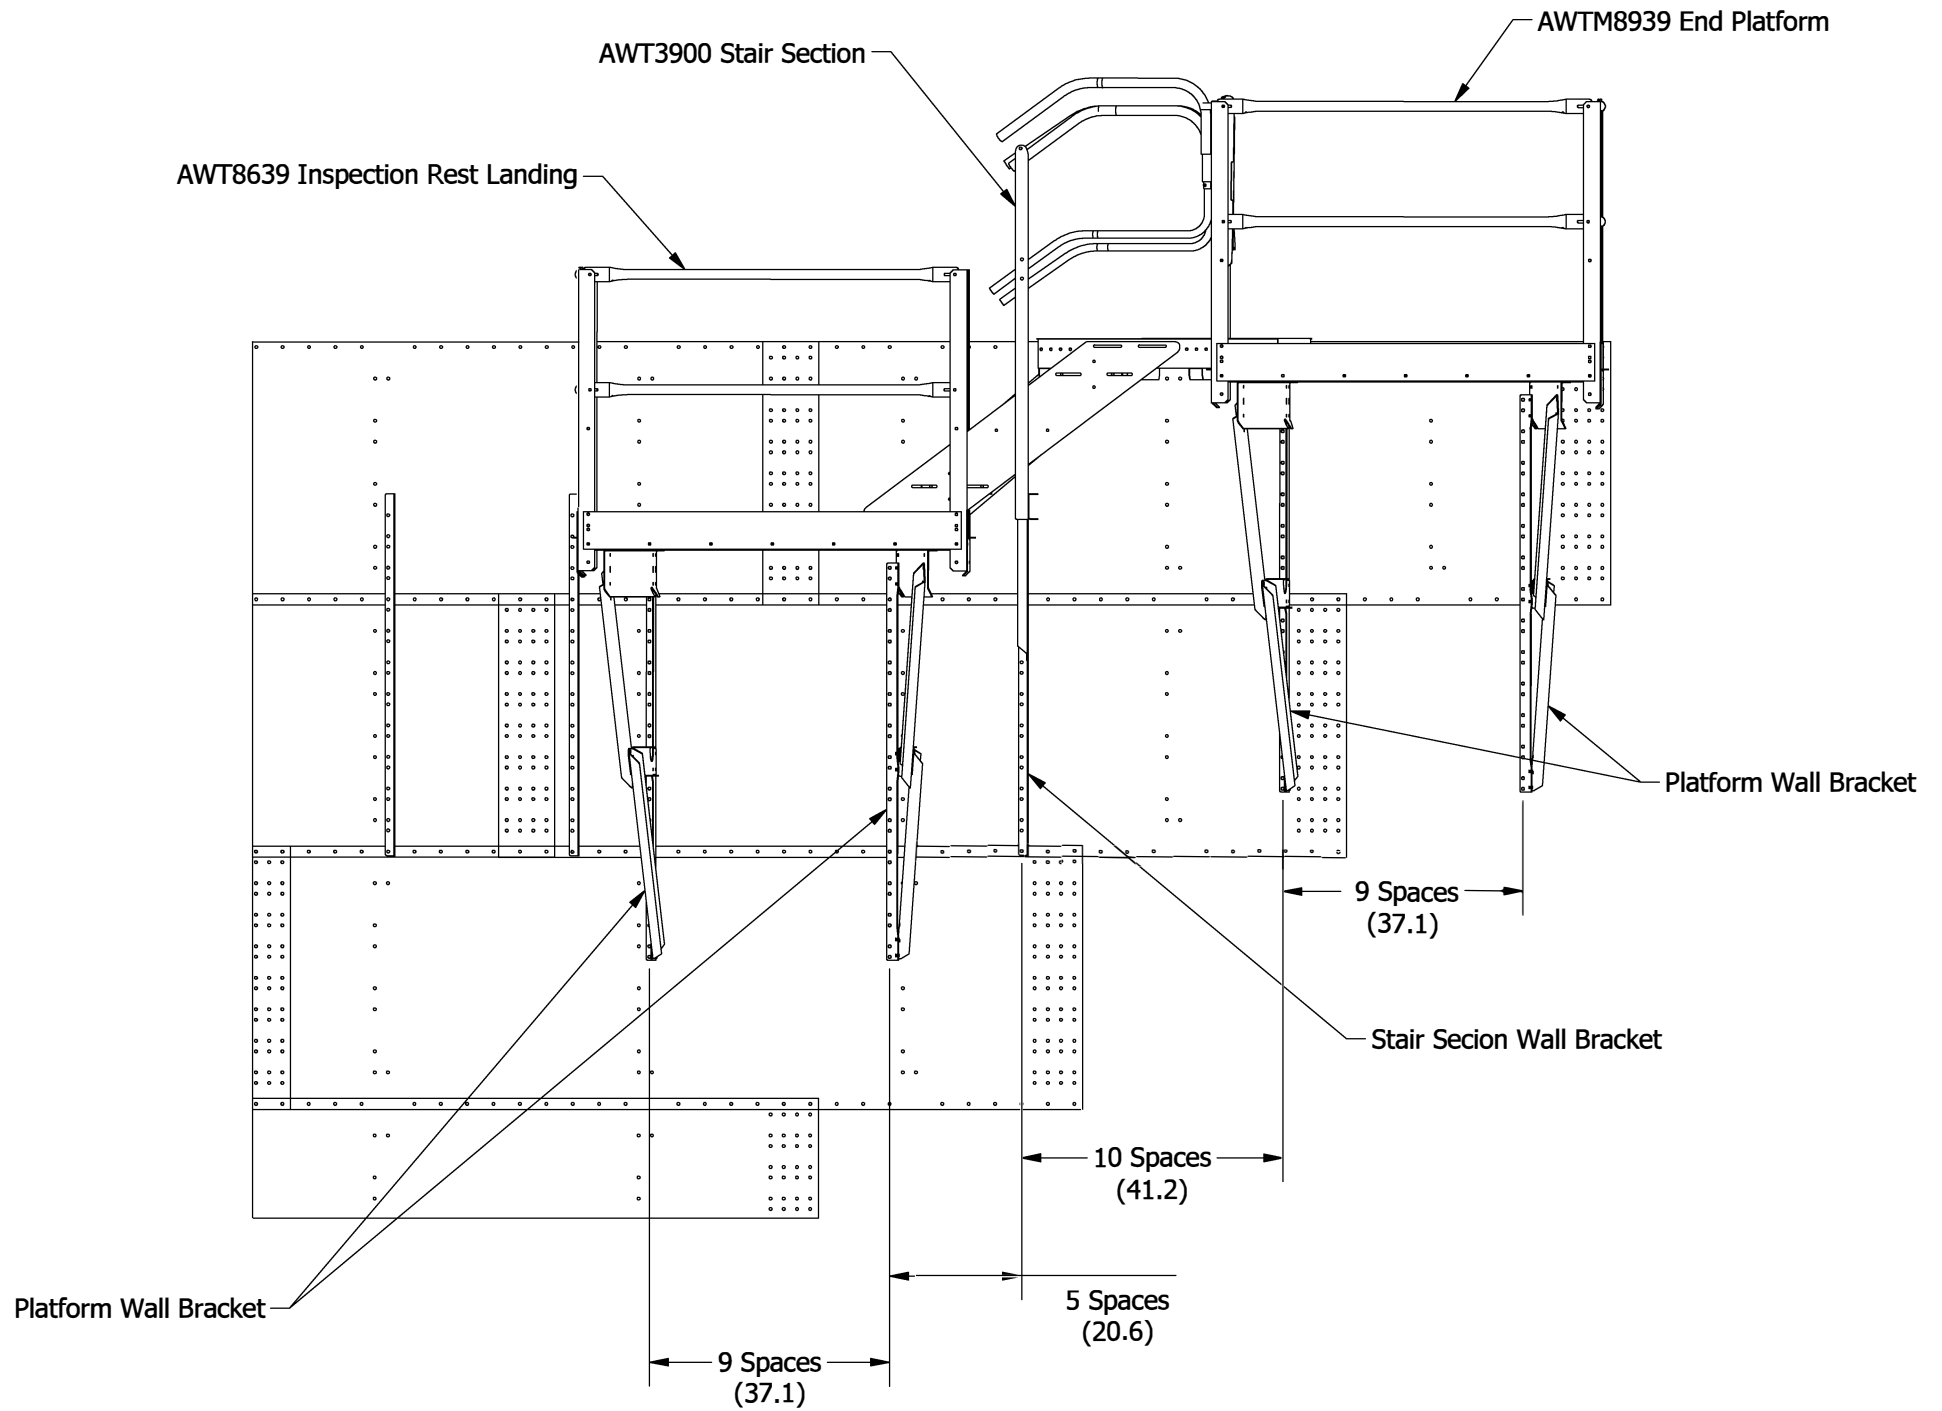 AWTM8939 End Platform
AWT3900 Stair Section
AWT8639 Inspection Rest Landing
Platform Wall Bracket
9 Spaces
(37.1)
Stair Secion Wall Bracket
10 Spaces
(41.2)
5 Spaces
(20.6)
Platform Wall Bracket
9 Spaces
(37.1)